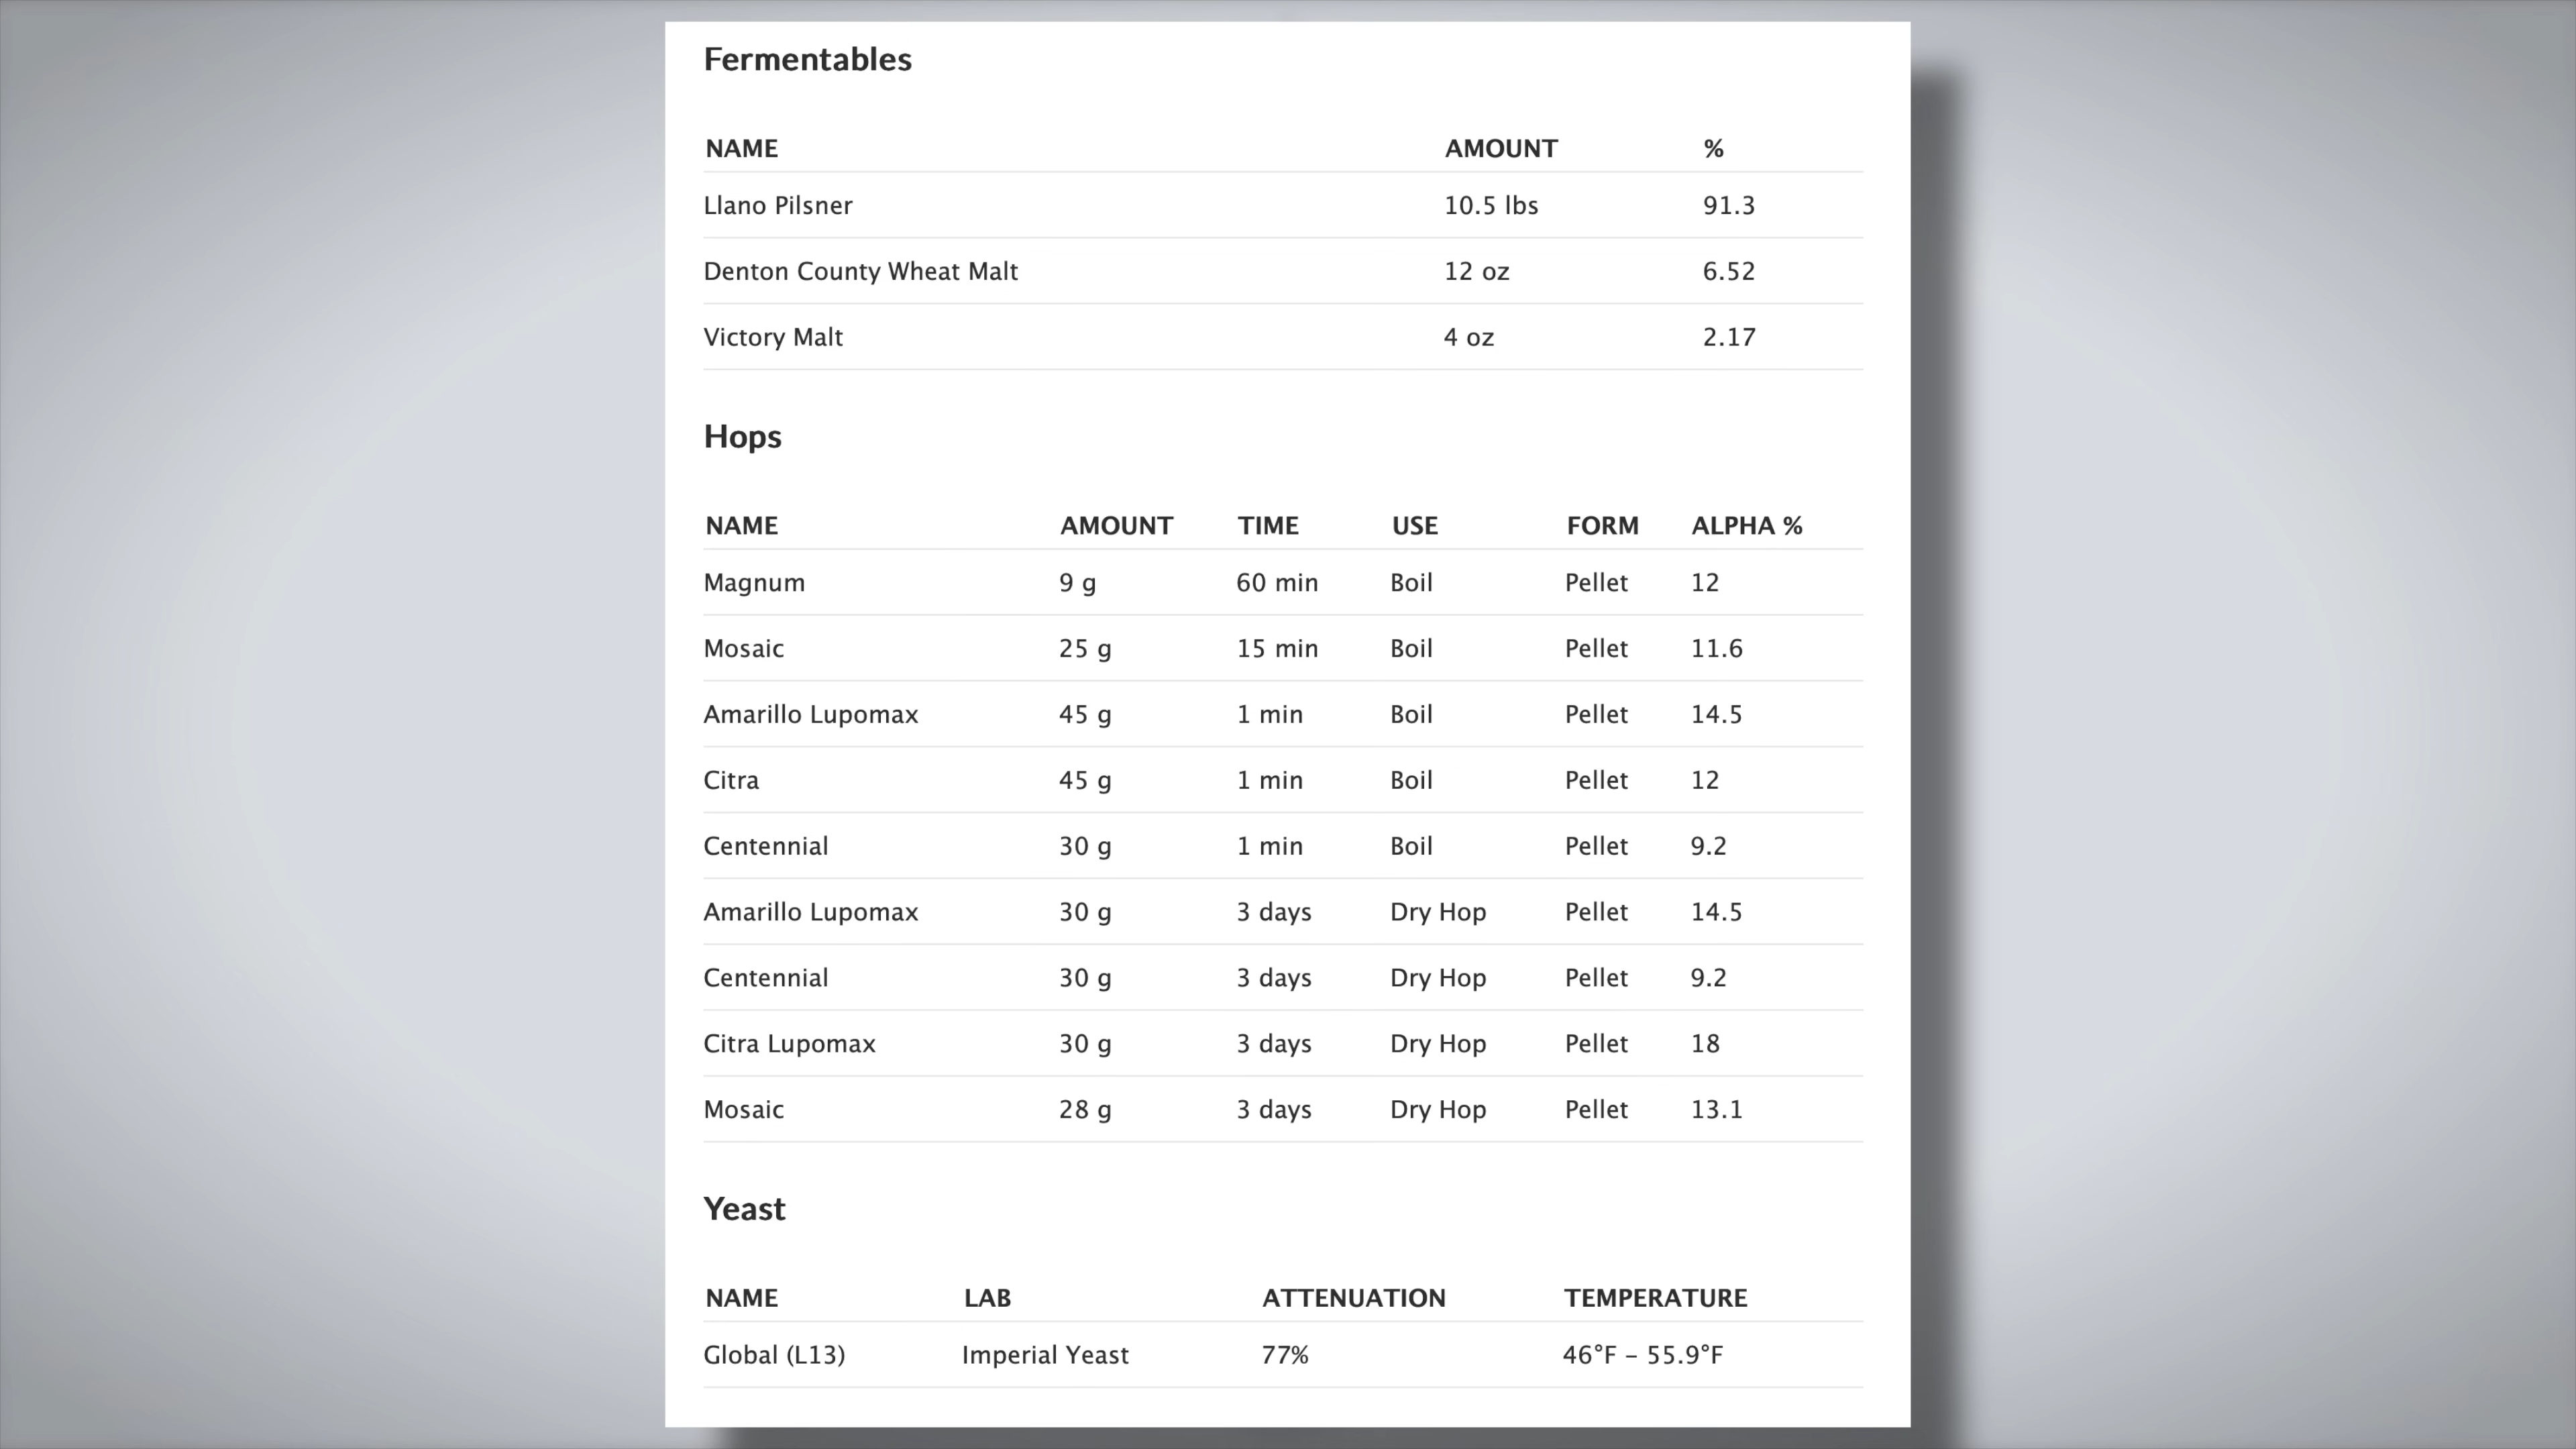 Fermentables
NAME AMOUNT %
Llano Pilsner 10.5 lbs 91.3
Denton County Wheat Malt 12 oz 6.52
Victory Malt 4 oz 2.17
Hops
NAME AMOUNT TIME USE FORM ALPHA %
Magnum 9 g 60 min Boil Pellet 12
Mosaic 25 g 15 min Boil Pellet 11.6
Amarillo Lupomax 45 g 1 min Boil Pellet 14.5
Citra 45 g 1 min Boil Pellet 12
Centennial 30 g 1 min Boil Pellet 9.2
Amarillo Lupomax 30 g 3 days Dry Hop Pellet 14.5
Centennial 30 g 3 days Dry Hop Pellet 9.2
Citra Lupomax 30 g 3 days Dry Hop Pellet 18
Mosaic 28 g 3 days Dry Hop Pellet 13.1
Yeast
NAME LAB ATTENUATION TEMPERATURE
Global (L13) Imperial Yeast 77% 46°F – 55.9°F